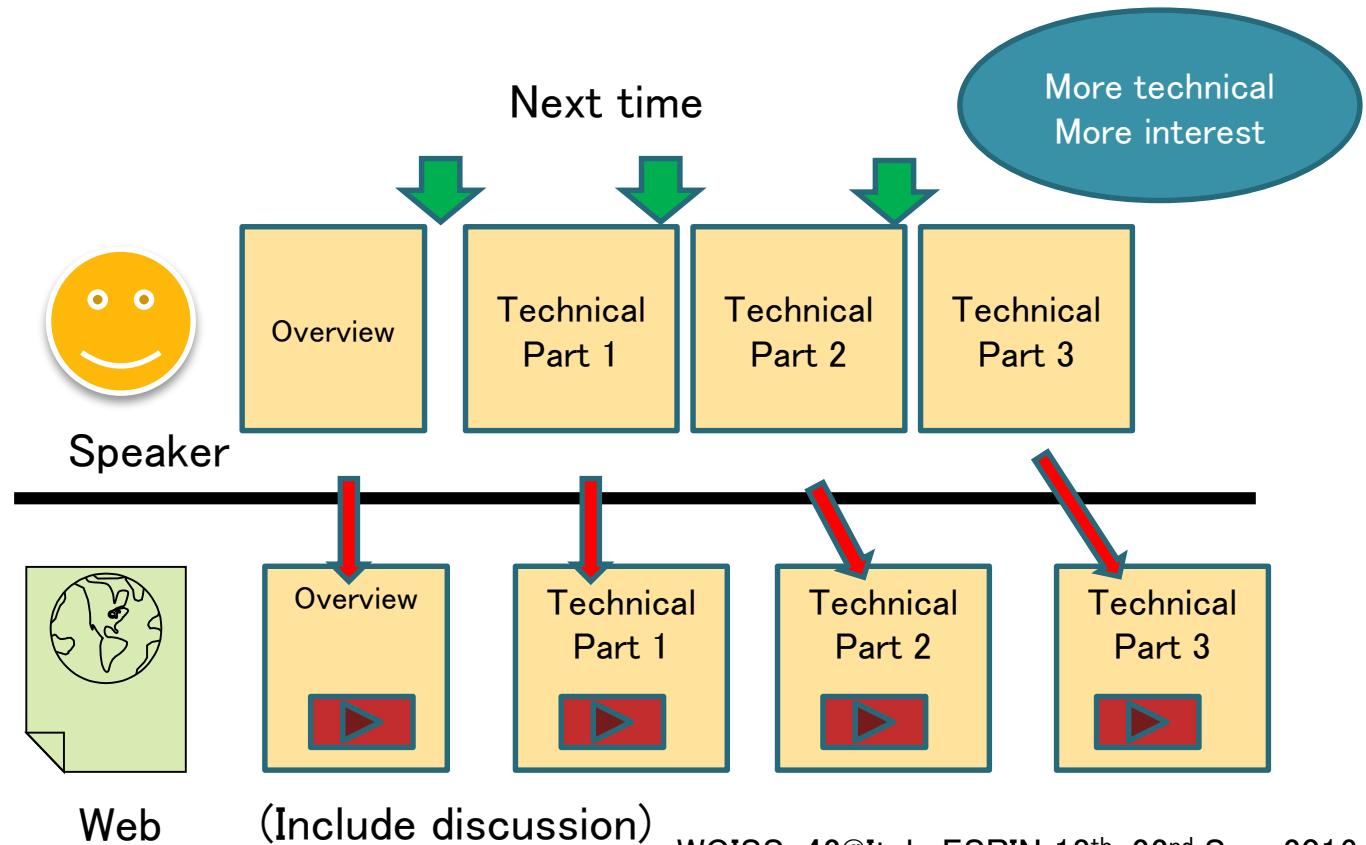 Next time
More technical
More interest
Overview
Technical
Part 1
Technical
Part 2
Technical
Part 3
Speaker
Overview
Technical
Part 1
Technical
Part 2
Technical
Part 3
Web
(Include discussion)